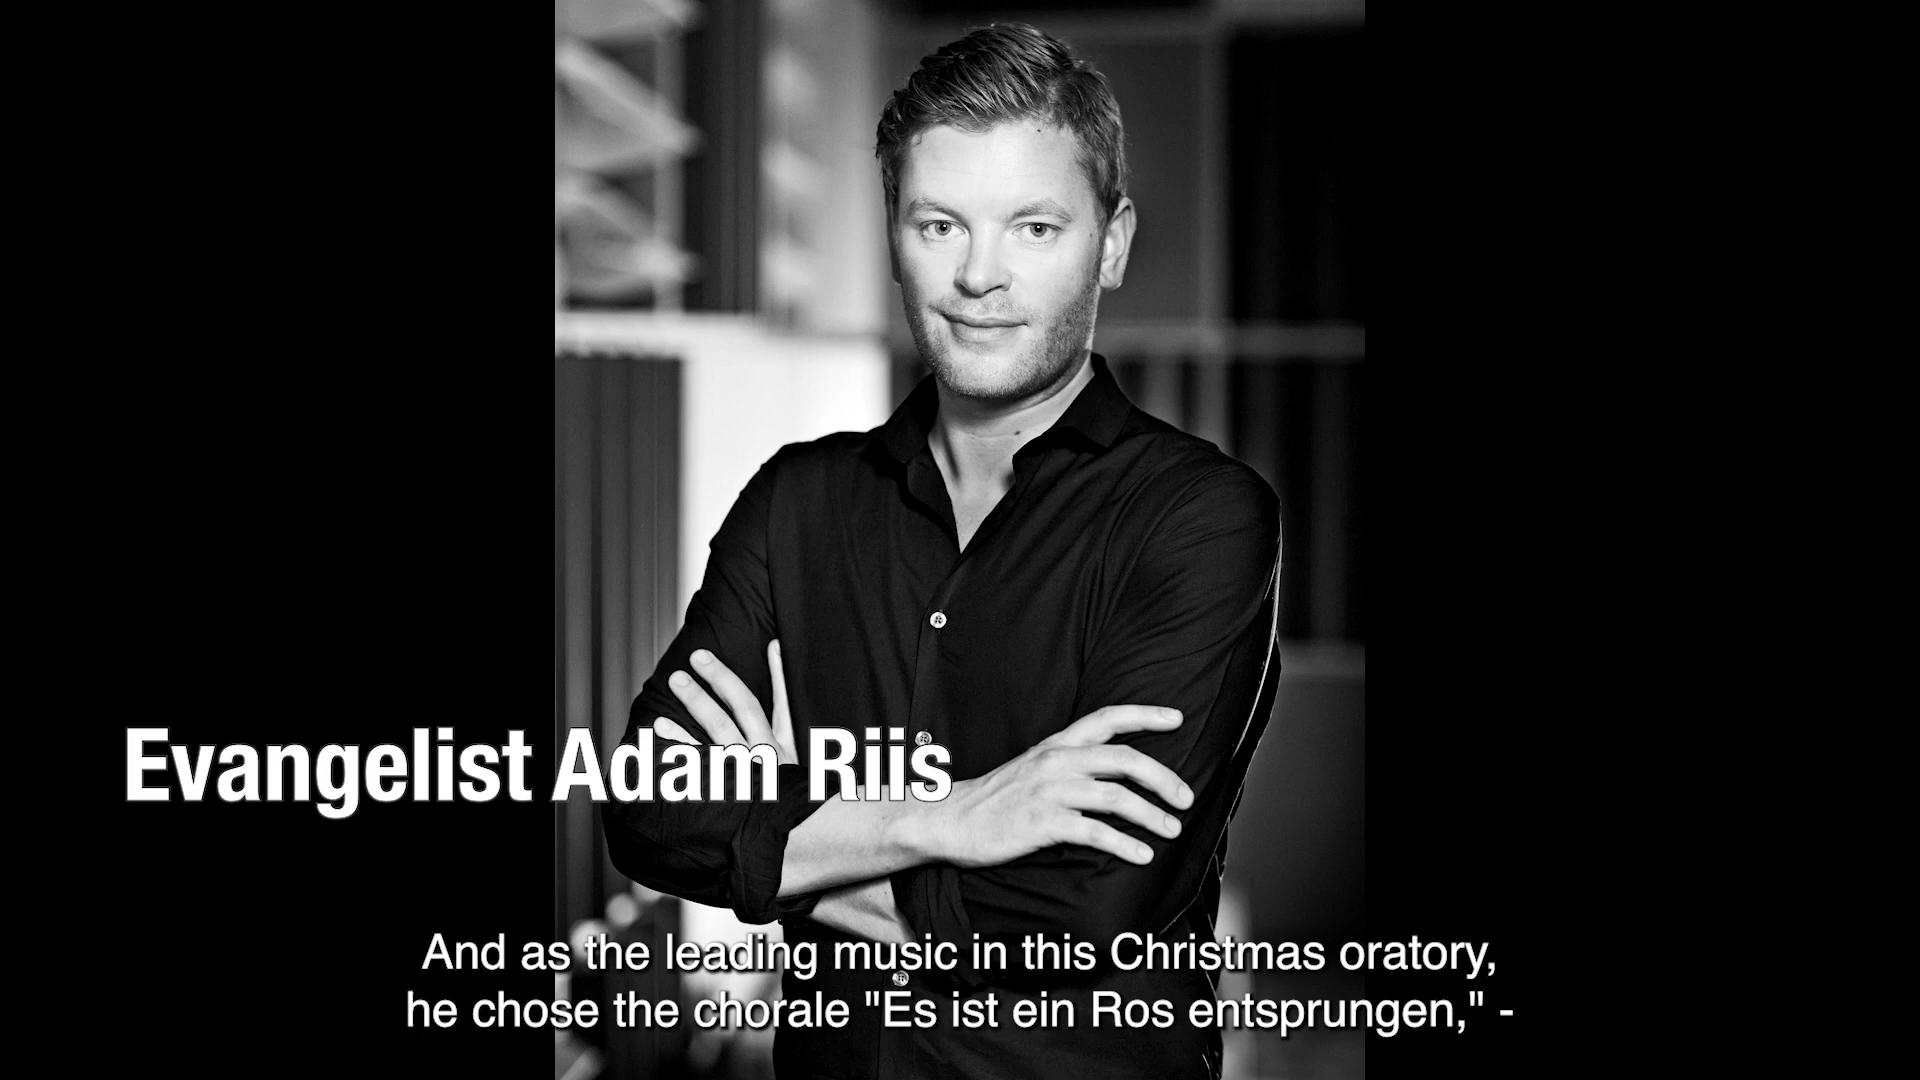 Evangelist Adam Riis
And as the leading music in this Christmas oratory,
he chose the chorale "Es ist ein Ros entsprungen," -